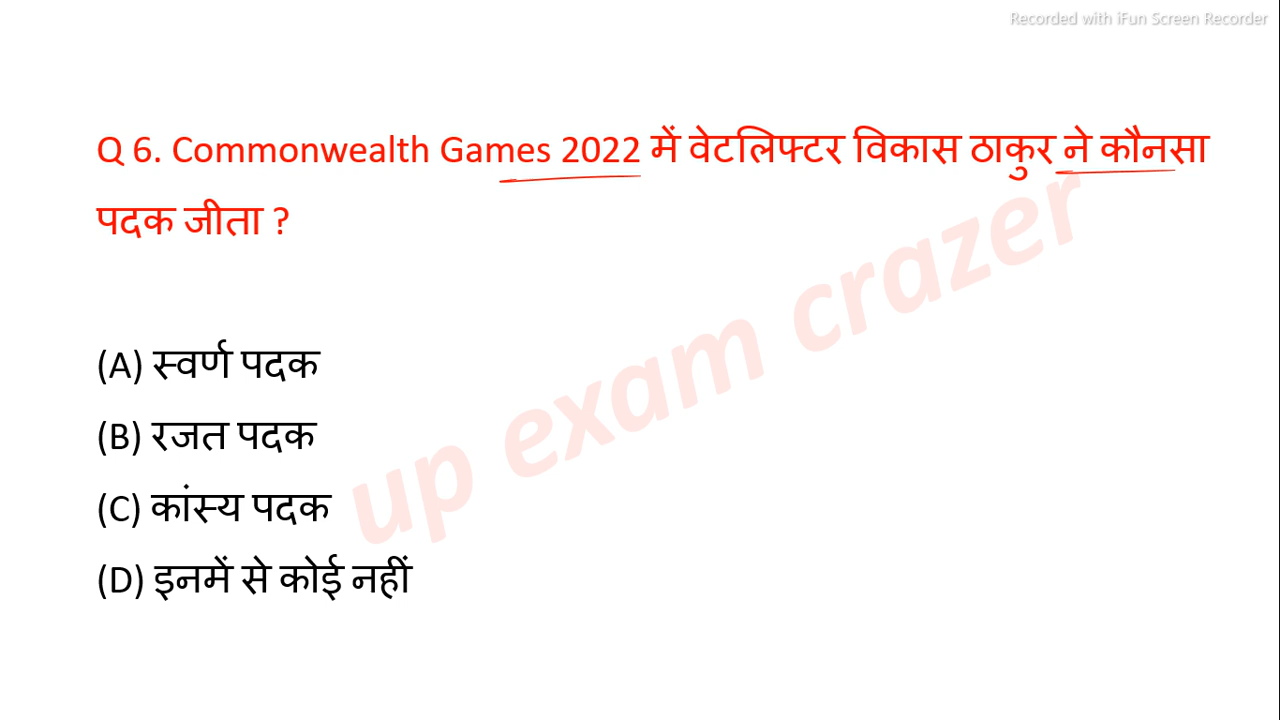 Recorded with iFun Screen Recorder
Q 6. Commonwealth Games 2022 में वेटलिफ्टर विकास ठाकुर ने कौनसा
पदक जीता ?
(A) स्वर्ण पदक
(B) रजत पदक
(C) कांस्य पदक
(D) इनमें से कोई नहीं
up exam crazer